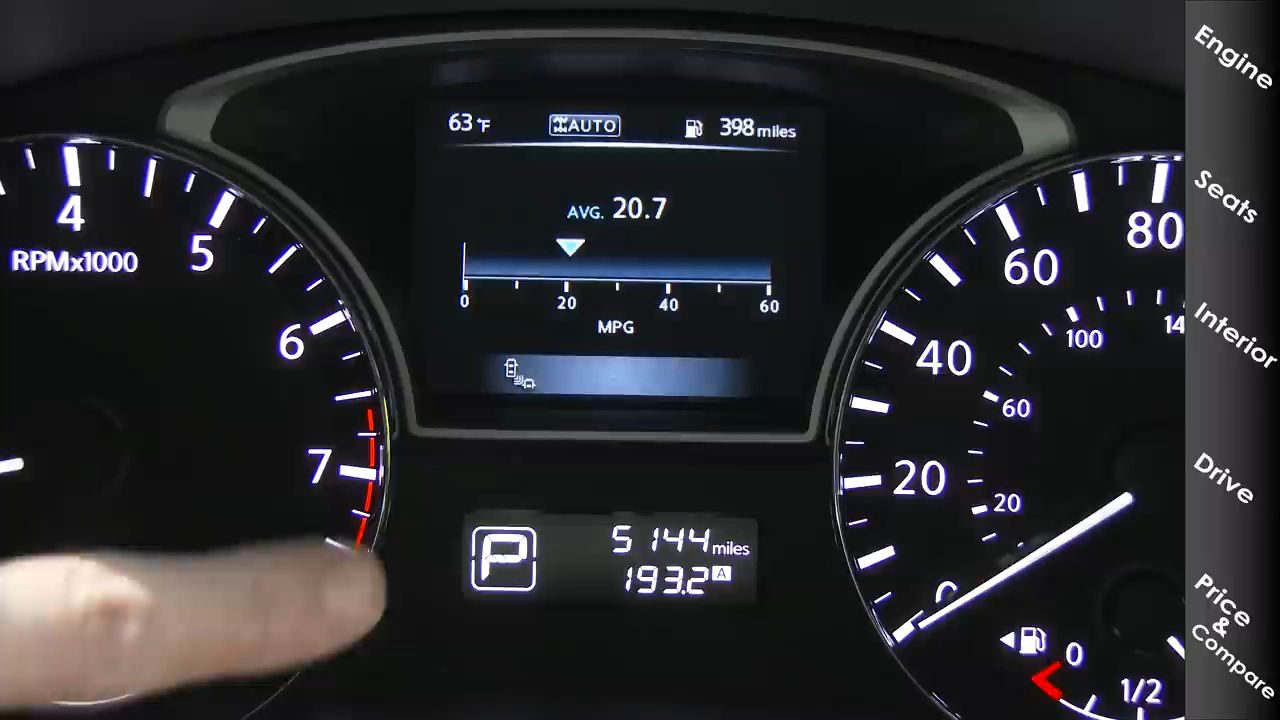 63°F
AUTO
398 miles
AVG. 20.7
0 20 40 60
MPG
4
5
RPMx1000
6
7
P
5144 miles
193.2 A
80
60
40
20
0
100
60
20
0
1/2
Engine
Seats
Interior
Drive
Price
&
Compare